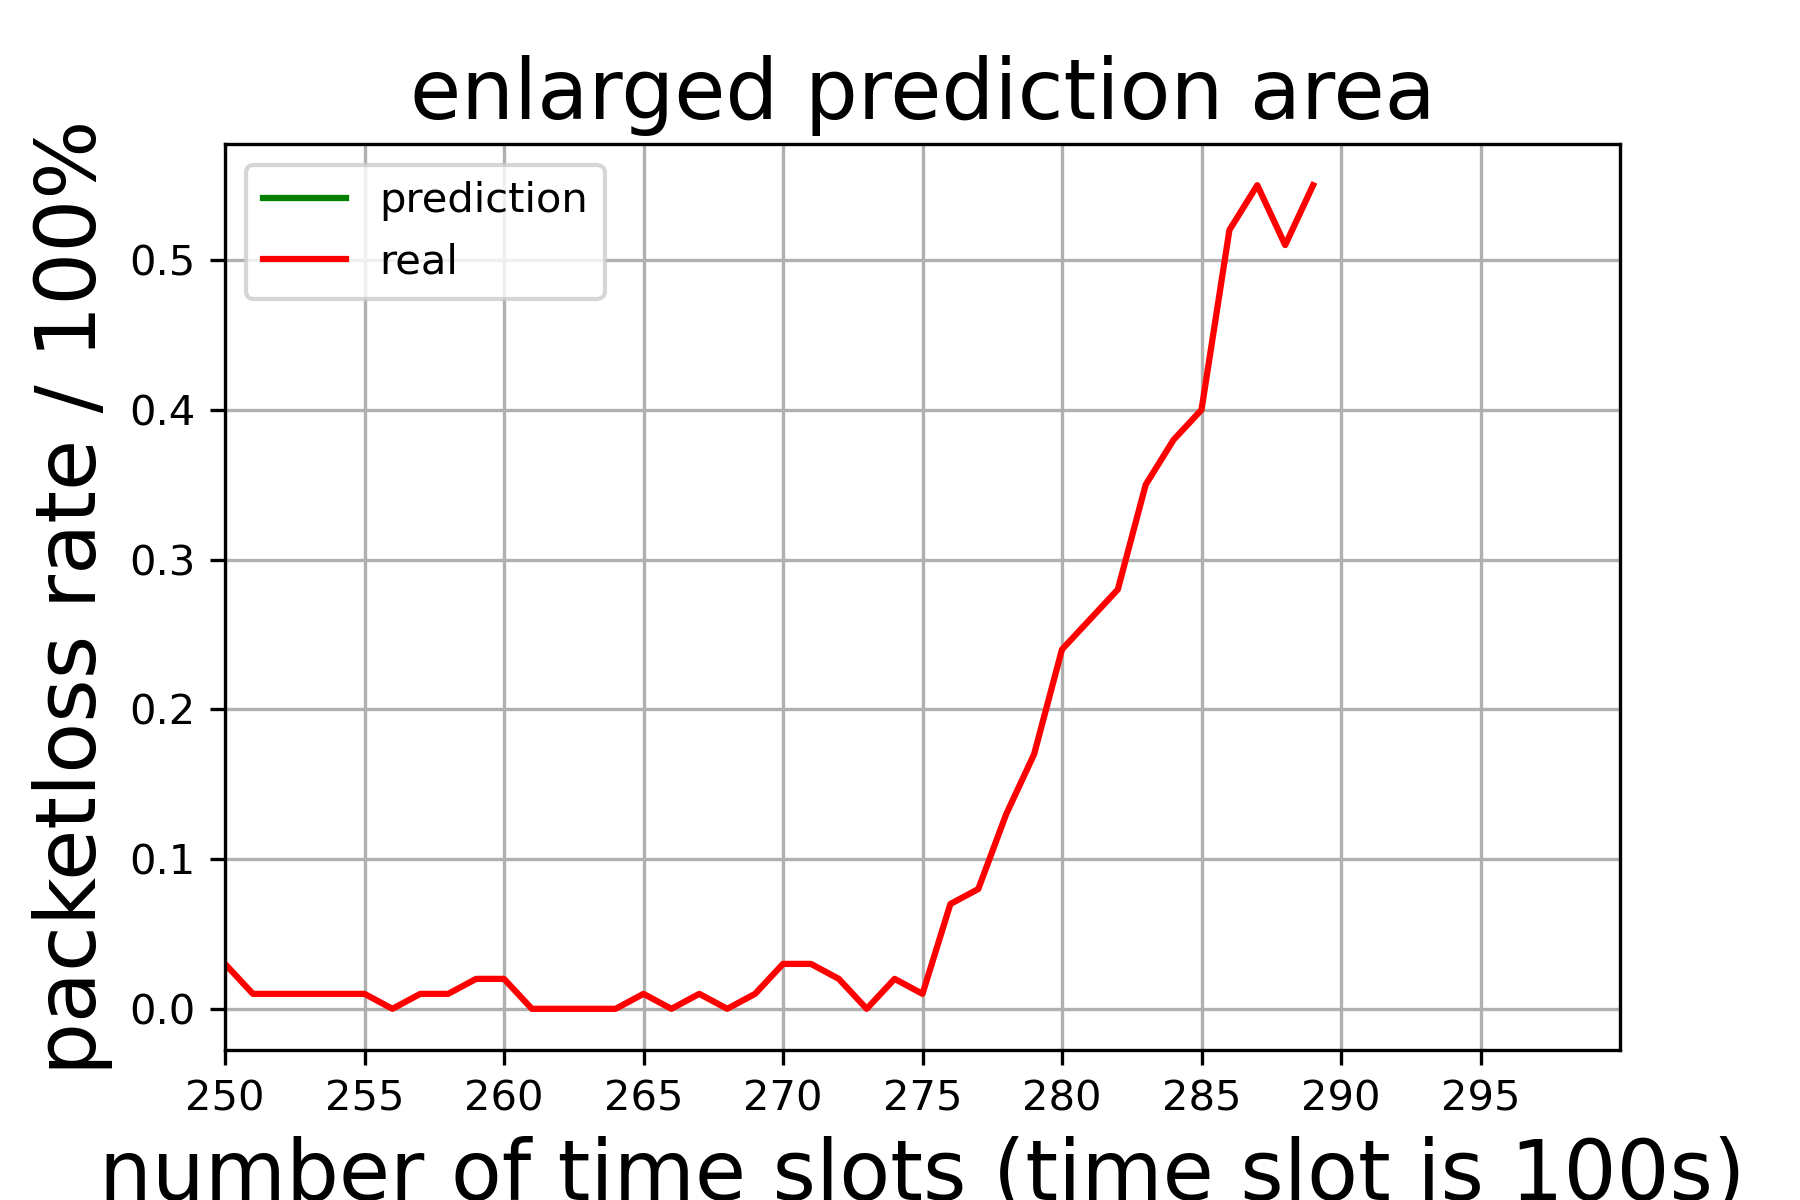 enlarged prediction area
packetloss rate / 100%
prediction
real
0.5
0.4
0.3
0.2
0.1
0.0
250 255 260 265 270 275 280 285 290 295
number of time slots (time slot is 100s)